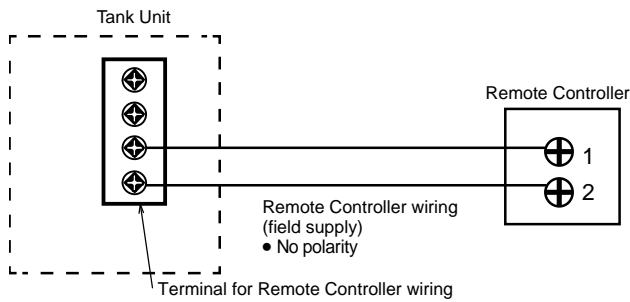 Tank Unit
Remote Controller
1
2
Remote Controller wiring
(field supply)
● No polarity
Terminal for Remote Controller wiring